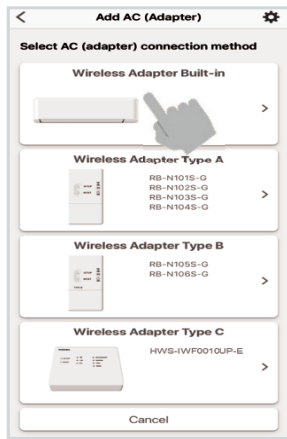 Add AC (Adapter)
Select AC (adapter) connection method
Wireless Adapter Built-in
Wireless Adapter Type A
RB-N101S-G
RB-N102S-G
RB-N103S-G
RB-N104S-G
Wireless Adapter Type B
RB-N105S-G
RB-N106S-G
Wireless Adapter Type C
HWS-IWF0010UP-E
Cancel